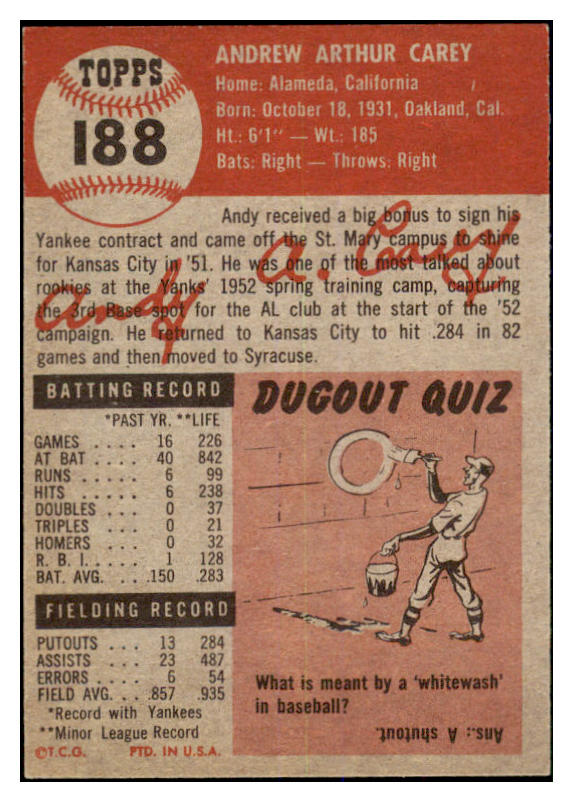 TOPPS
188
ANDREW ARTHUR CAREY
Home: Alameda, California
Born: October 18, 1931, Oakland, Cal.
Ht.: 6'1" — Wt.: 185
Bats: Right — Throws: Right
Andy received a big bonus to sign his
Yankee contract and came off the St. Mary campus to shine
for Kansas City in '51. He was one of the most talked about
rookies at the Yanks' 1952 spring training camp, capturing
the 3rd Base spot for the AL club at the start of the '52
campaign. He returned to Kansas City to hit .284 in 82
games and then moved to Syracuse.
Andy A. Carey
BATTING RECORD
*PAST YR. **LIFE
GAMES . . . . 16 226
AT BAT . . . . 40 842
RUNS . . . . . 6 99
HITS . . . . . 6 238
DOUBLES . . . 0 37
TRIPLES . . . 0 21
HOMERS . . . 0 32
R. B. I. . . . . 1 128
BAT. AVG. . . .150 .283
FIELDING RECORD
PUTOUTS . . . 13 284
ASSISTS . . . 23 487
ERRORS . . . . 6 54
FIELD AVG. . . .857 .935
*Record with Yankees
**Minor League Record
©T.C.G. PTD. IN U.S.A.
DUGOUT QUIZ
What is meant by a 'whitewash'
in baseball?
Ans.: A shutout.